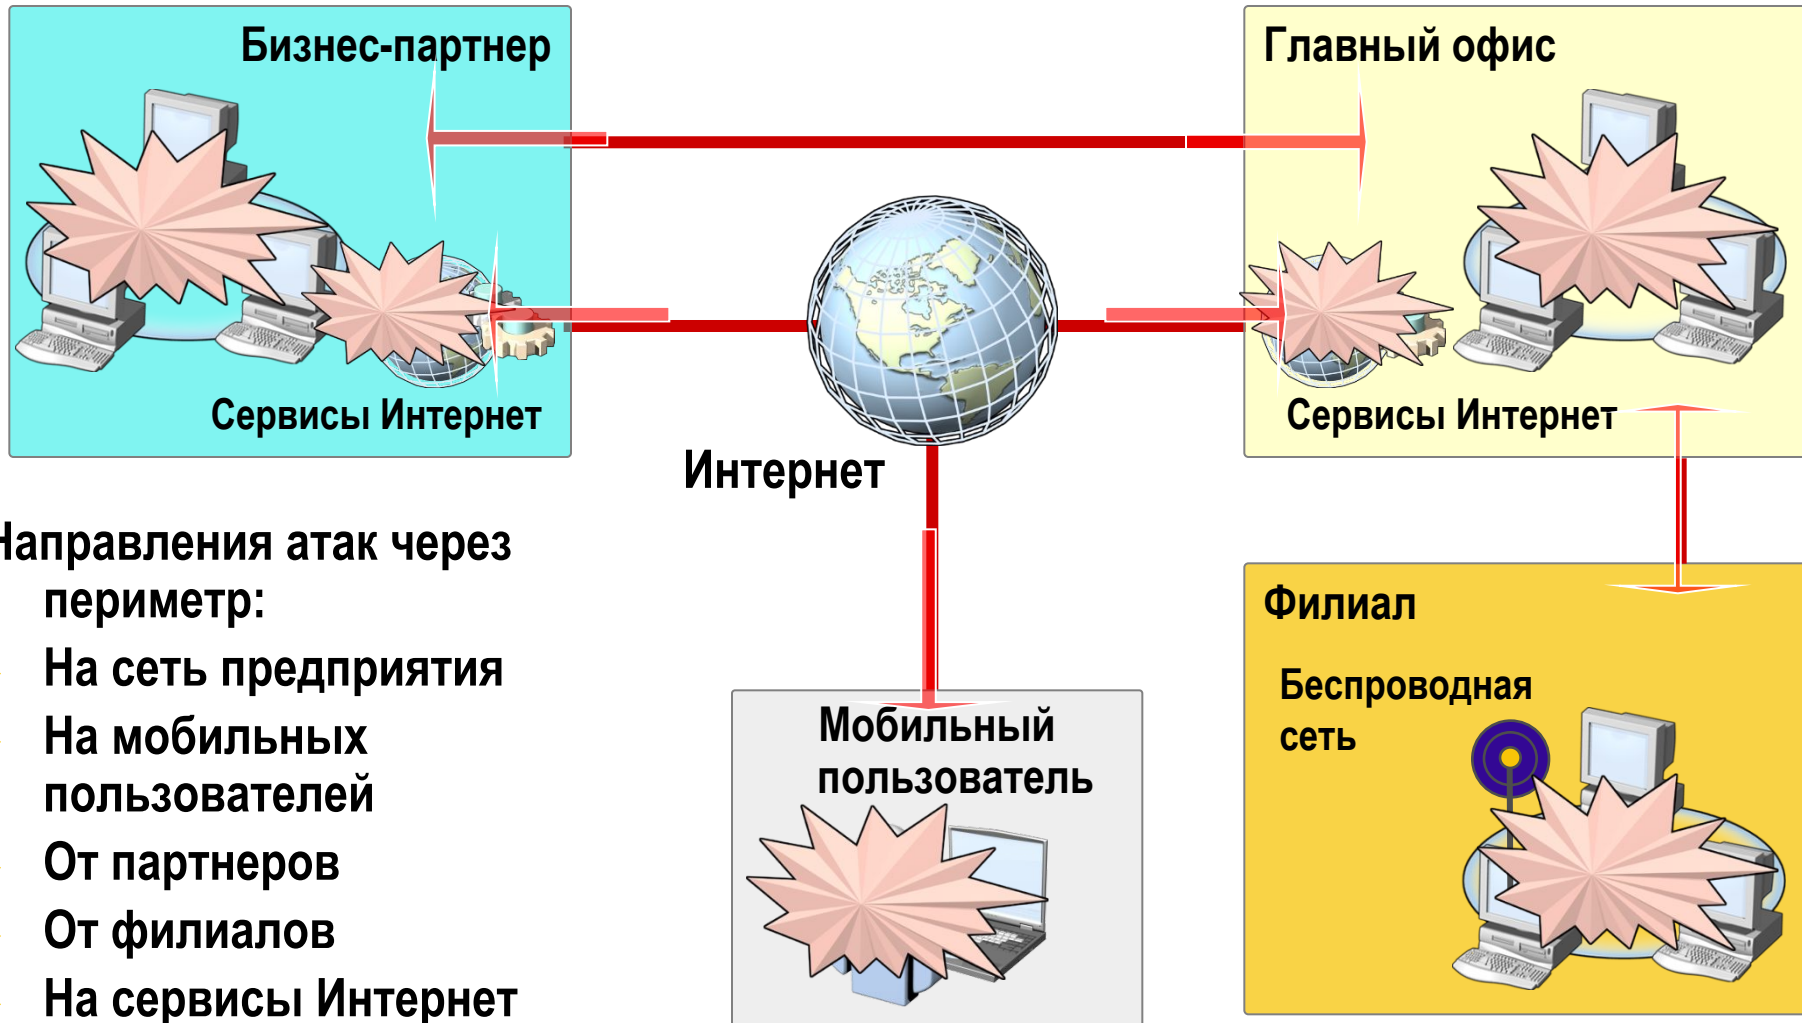 Бизнес-партнер
Главный офис
Сервисы Интернет
Сервисы Интернет
Интернет
Направления атак через
периметр:
На сеть предприятия
На мобильных
пользователей
От партнеров
От филиалов
На сервисы Интернет
Мобильный
пользователь
Филиал
Беспроводная
сеть